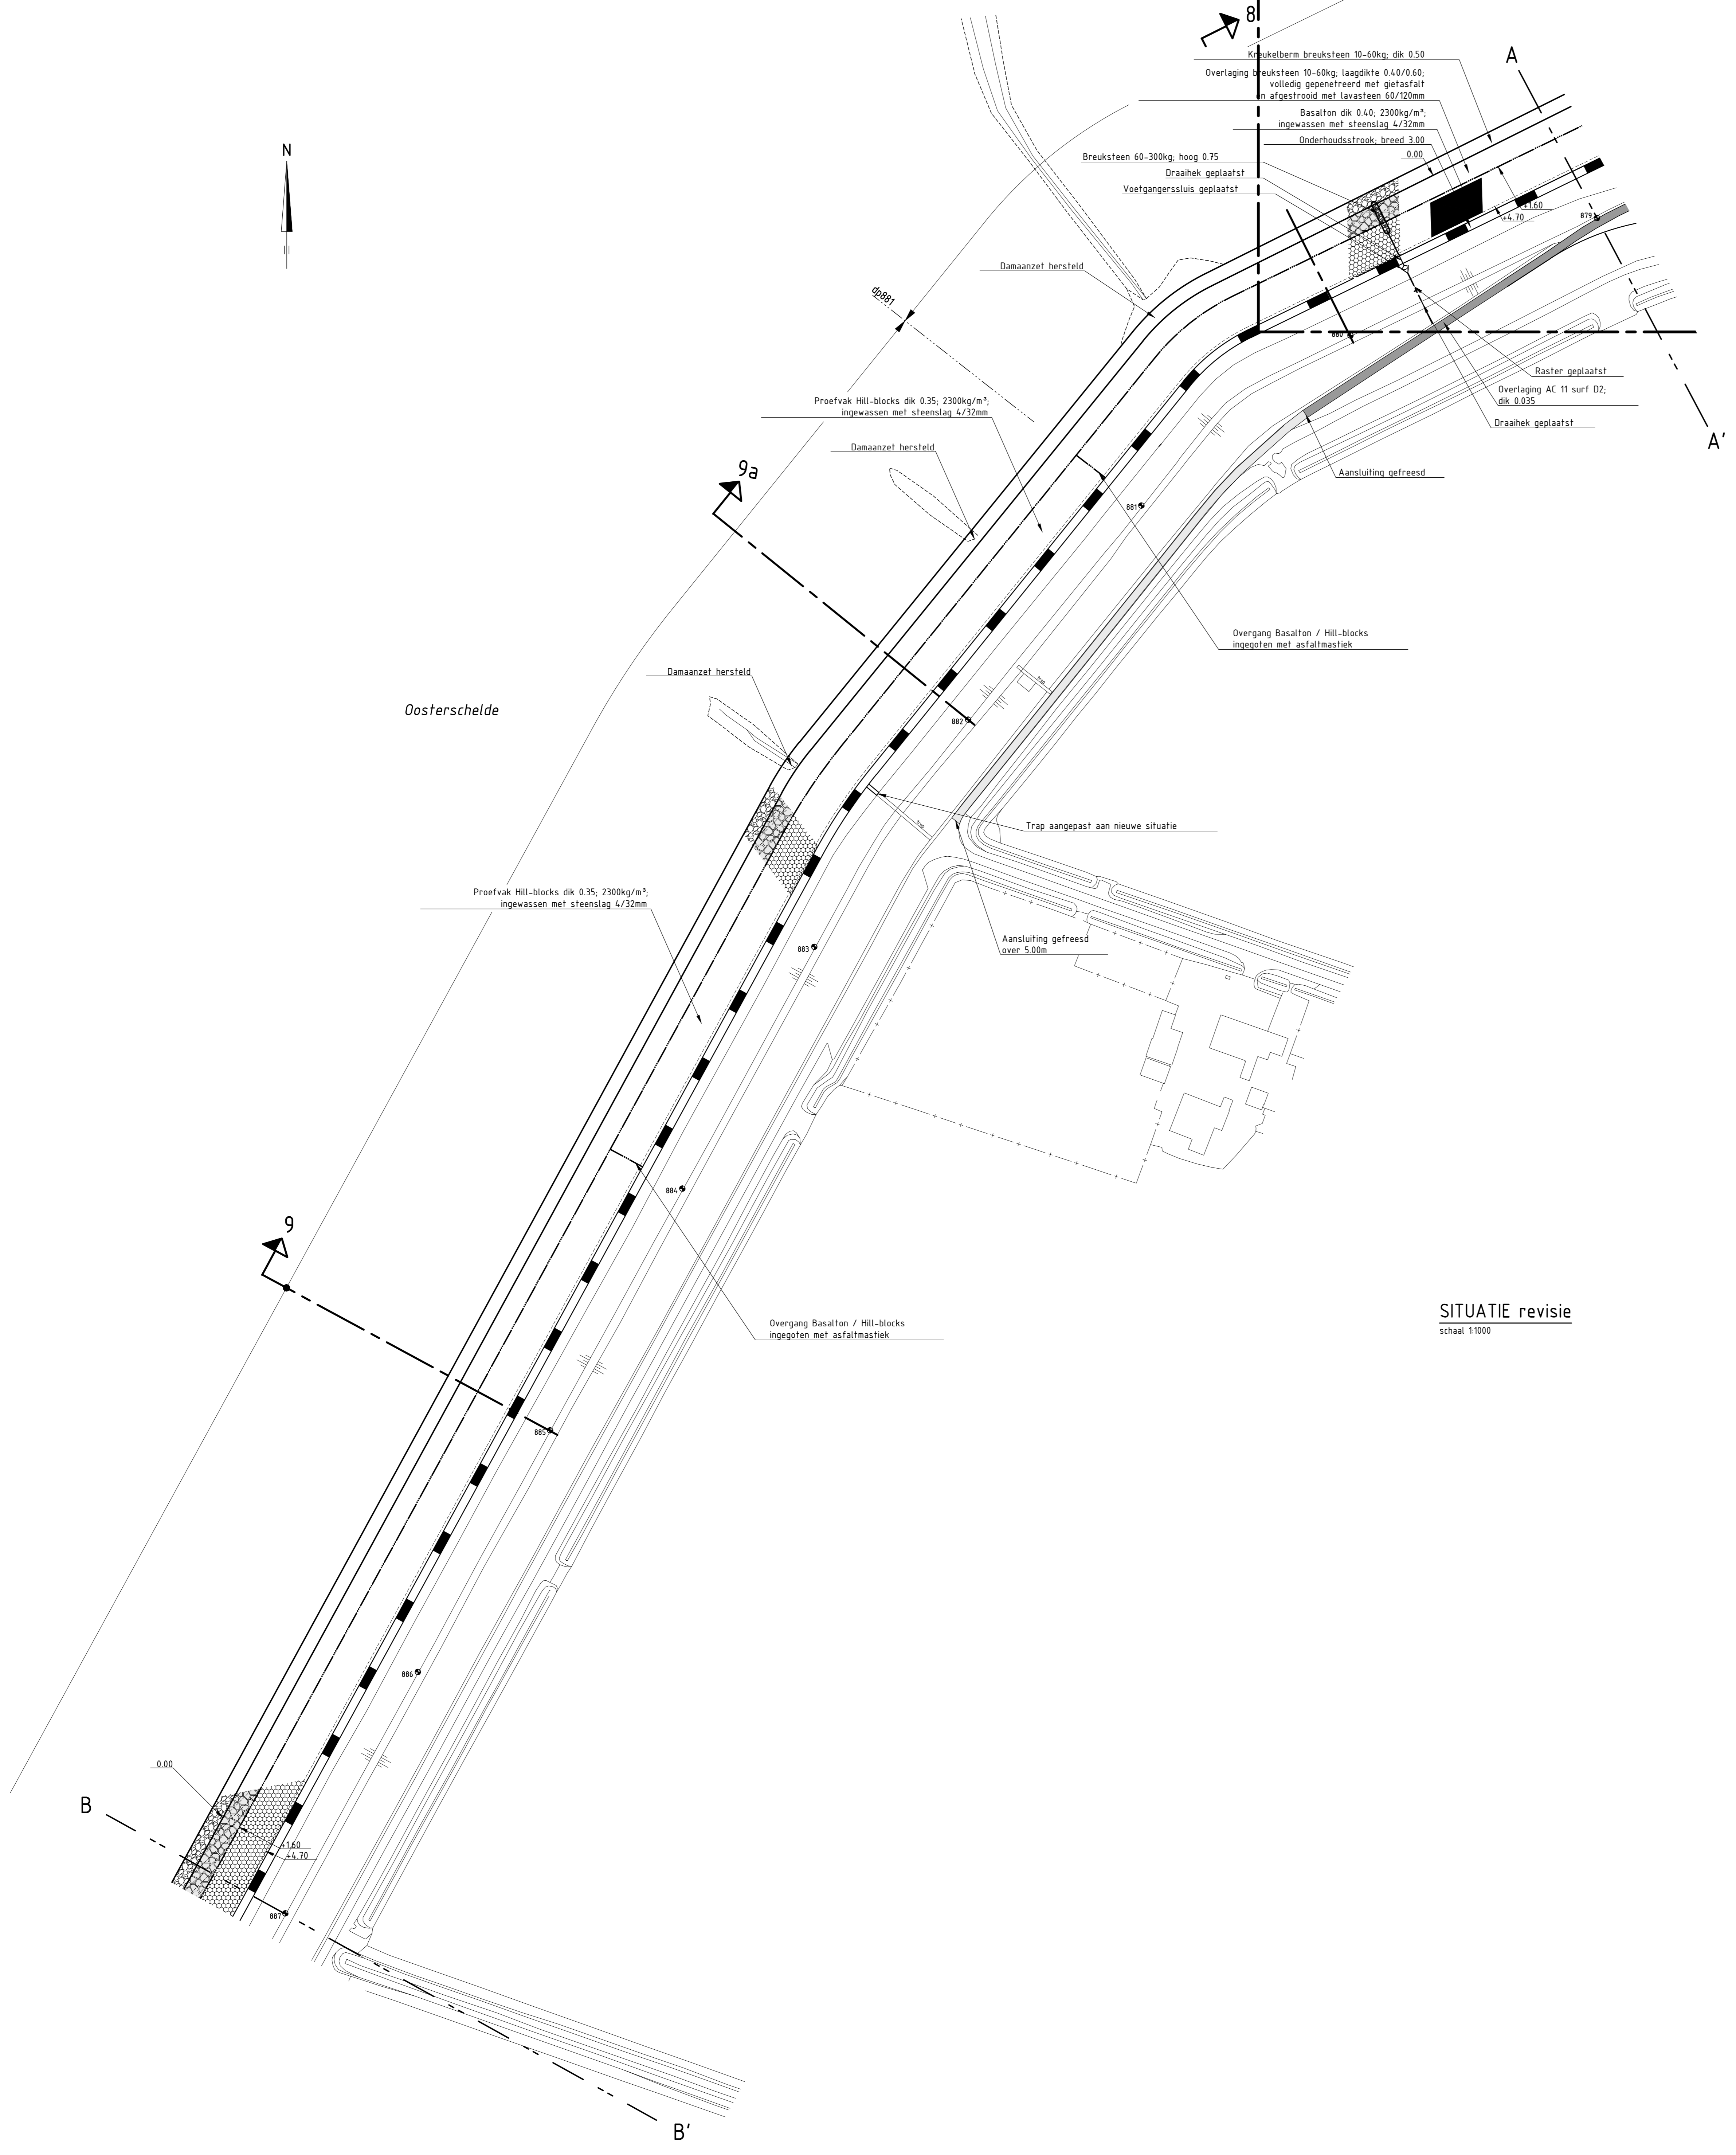 8
A
Kreukelberm breuksteen 10-60kg; dik 0.50
Overlaging breuksteen 10-60kg; laagdikte 0.40/0.60;
volledig gepenetreerd met gietasfalt
en afgestrooid met lavasteen 60/120mm
Basalton dik 0.40; 2300kg/m³;
ingewassen met steenslag 4/32mm
Onderhoudsstrook; breed 3.00
0.00
Breuksteen 60-300kg; hoog 0.75
Draaihek geplaatst
Voetgangerssluis geplaatst
N
+1.60
+4.70
879
Damaanzet hersteld
dp881
880
Raster geplaatst
Overlaging AC 11 surf D2;
dik 0.035
Draaihek geplaatst
A'
Proefvak Hill-blocks dik 0.35; 2300kg/m³;
ingewassen met steenslag 4/32mm
Damaanzet hersteld
Aansluiting gefreesd
9a
881
Overgang Basalton / Hill-blocks
ingegoten met asfaltmastiek
Damaanzet hersteld
trap
Oosterschelde
882
trap
Trap aangepast aan nieuwe situatie
Proefvak Hill-blocks dik 0.35; 2300kg/m³;
ingewassen met steenslag 4/32mm
883
Aansluiting gefreesd
over 5.00m
884
9
SITUATIE revisie
schaal 1:1000
Overgang Basalton / Hill-blocks
ingegoten met asfaltmastiek
885
886
0.00
B
+1.60
+4.70
887
B'